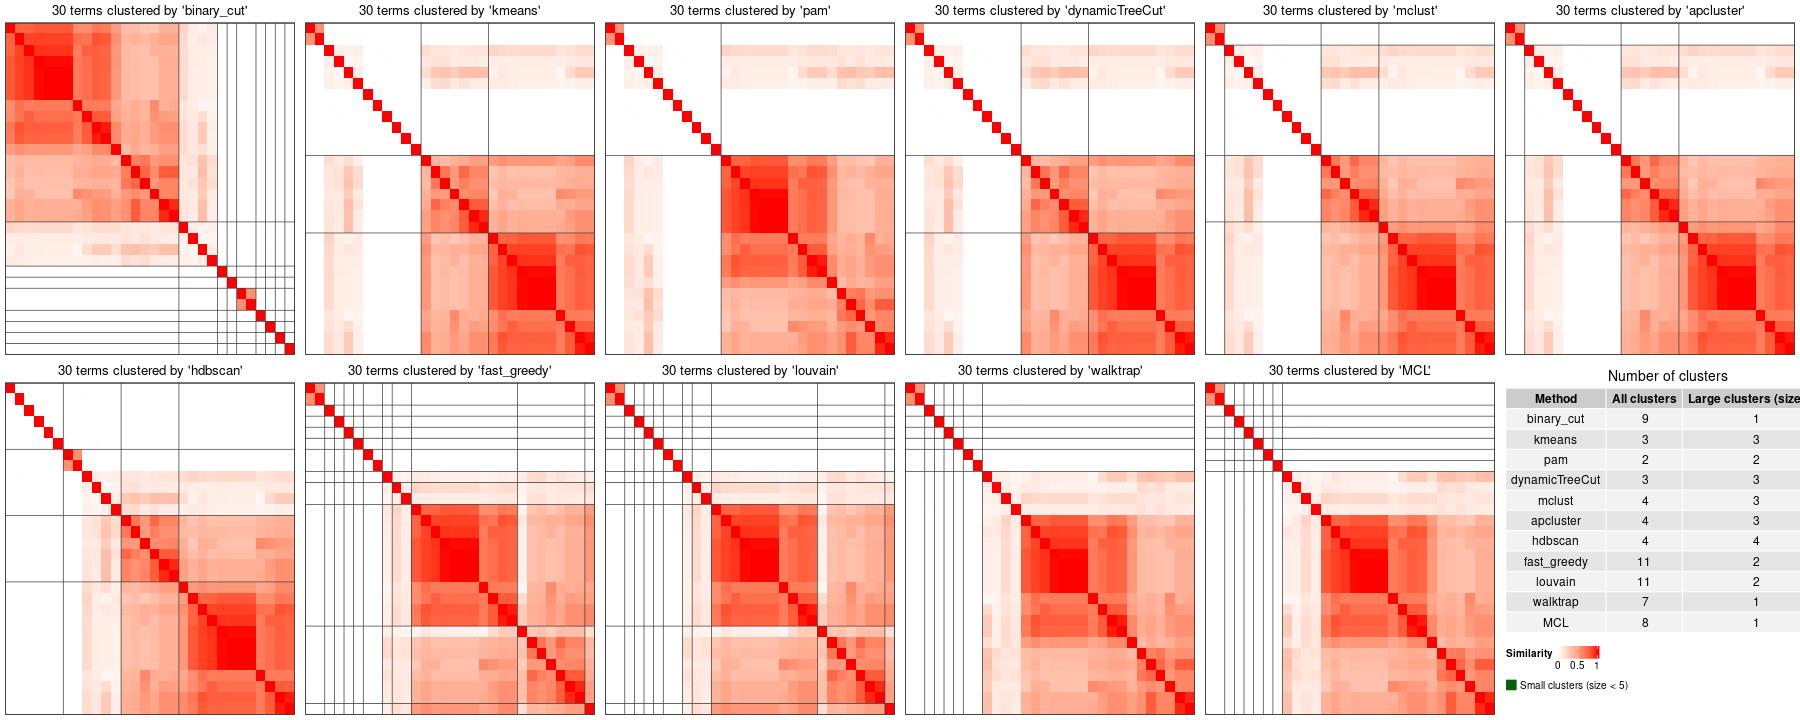 30 terms clustered by 'binary_cut'
30 terms clustered by 'kmeans'
30 terms clustered by 'pam'
30 terms clustered by 'dynamicTreeCut'
30 terms clustered by 'mclust'
30 terms clustered by 'apcluster'
30 terms clustered by 'hdbscan'
30 terms clustered by 'fast_greedy'
30 terms clustered by 'louvain'
30 terms clustered by 'walktrap'
30 terms clustered by 'MCL'
Number of clusters
Method All clusters Large clusters (size
binary_cut 9 1
kmeans 3 3
pam 2 2
dynamicTreeCut 3 3
mclust 4 3
apcluster 4 3
hdbscan 4 4
fast_greedy 11 2
louvain 11 2
walktrap 7 1
MCL 8 1
Similarity
0 0.5 1
Small clusters (size < 5)